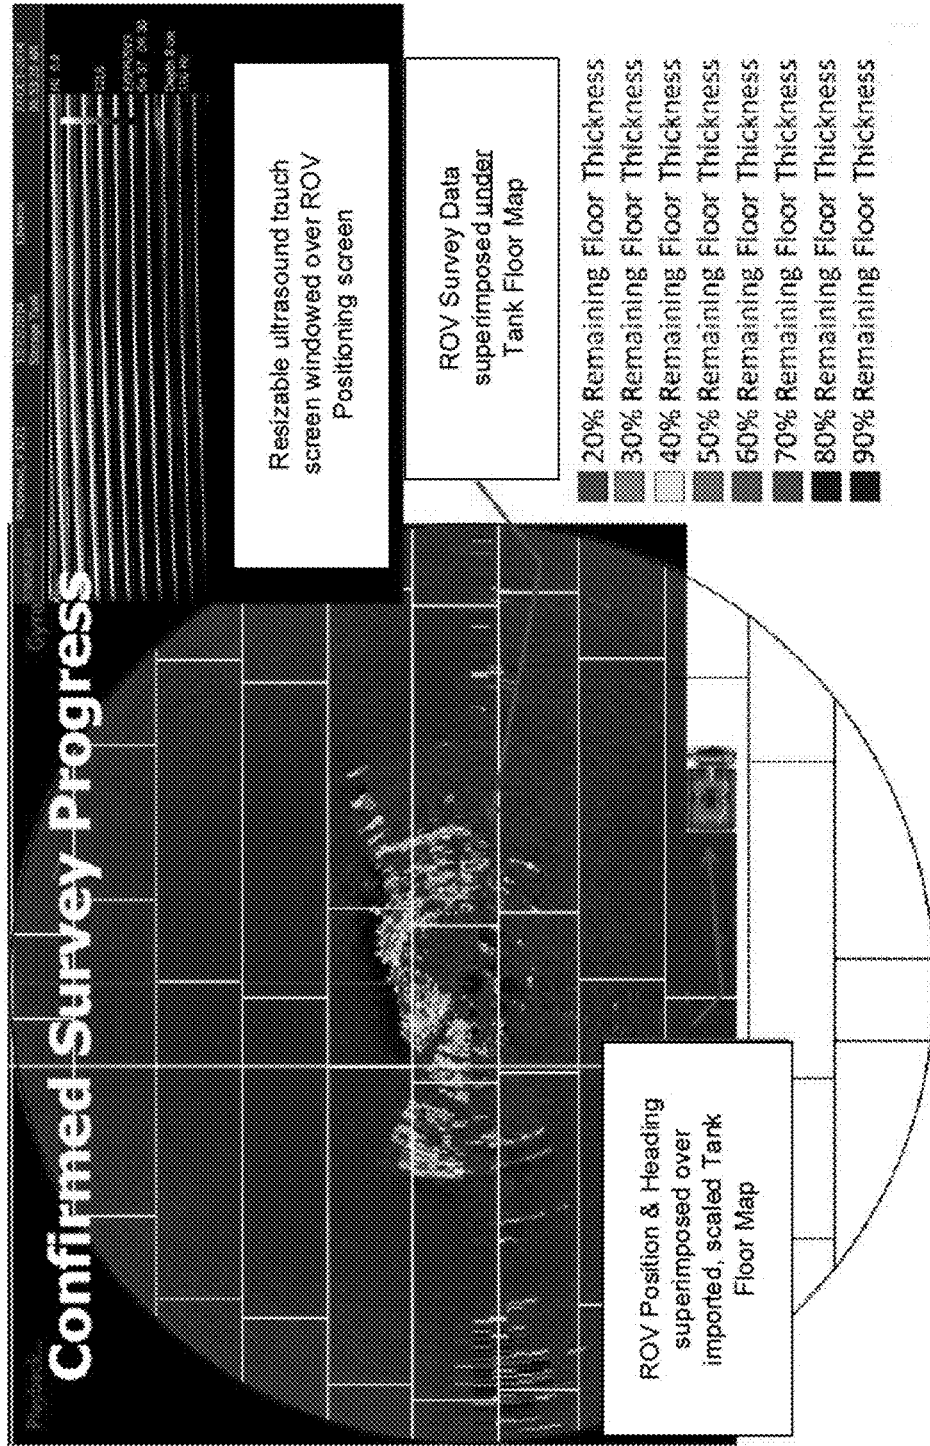 Confirmed Survey Progress
Resizable ultrasound touch
screen windowed over ROV
Positioning screen
ROV Survey Data
superimposed under
Tank Floor Map
20% Remaining Floor Thickness
30% Remaining Floor Thickness
40% Remaining Floor Thickness
50% Remaining Floor Thickness
60% Remaining Floor Thickness
70% Remaining Floor Thickness
80% Remaining Floor Thickness
90% Remaining Floor Thickness
ROV Position & Heading
superimposed over
imported, scaled Tank
Floor Map